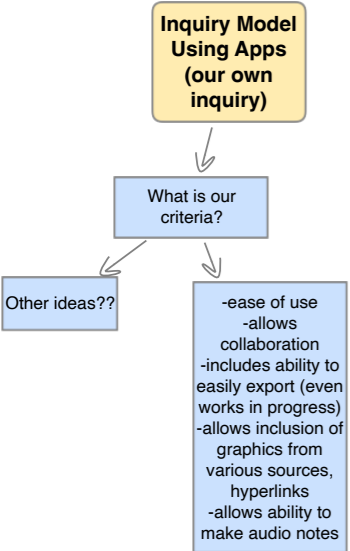 Inquiry Model
Using Apps
(our own
inquiry)
What is our
criteria?
Other ideas??
-ease of use
-allows
collaboration
-includes ability to
easily export (even
works in progress)
-allows inclusion of
graphics from
various sources,
hyperlinks
-allows ability to
make audio notes